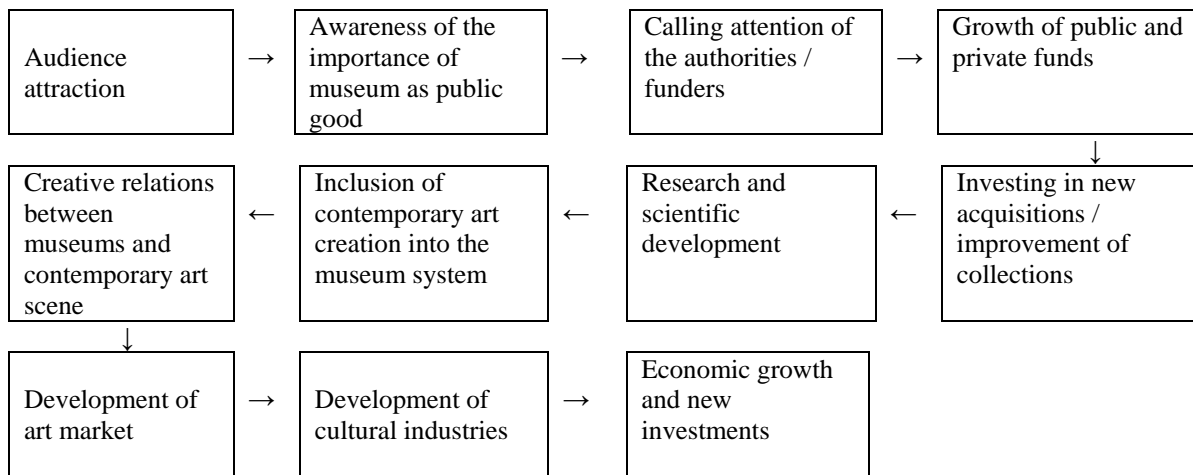 Audience
attraction
→
Awareness of the
importance of
museum as public
good
→
Calling attention of
the authorities /
funders
→
Growth of public and
private funds
↓
Investing in new
acquisitions /
improvement of
collections
←
Research and
scientific
development
←
Inclusion of
contemporary art
creation into the
museum system
←
Creative relations
between
museums and
contemporary art
scene
↓
Development of
art market
→
Development of
cultural industries
→
Economic growth
and new
investments